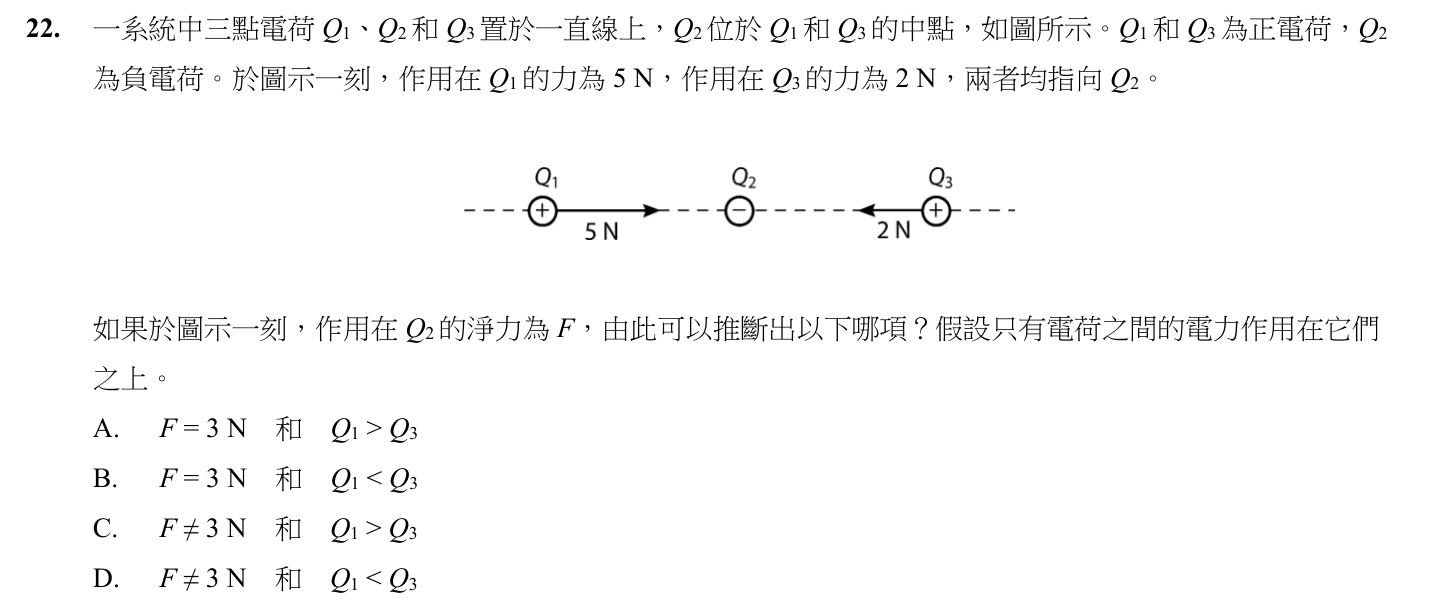 22. 一系統中三點電荷 Q1、Q2 和 Q3 置於一直線上，Q2 位於 Q1 和 Q3 的中點，如圖所示。Q1 和 Q3 為正電荷，Q2
為負電荷。於圖示一刻，作用在 Q1 的力為 5 N，作用在 Q3 的力為 2 N，兩者均指向 Q2。
Q1 Q2 Q3
+ − +
5 N 2 N
如果於圖示一刻，作用在 Q2 的淨力為 F，由此可以推斷出以下哪項？假設只有電荷之間的電力作用在它們
之上。
A. F = 3 N 和 Q1 > Q3
B. F = 3 N 和 Q1 < Q3
C. F ≠ 3 N 和 Q1 > Q3
D. F ≠ 3 N 和 Q1 < Q3